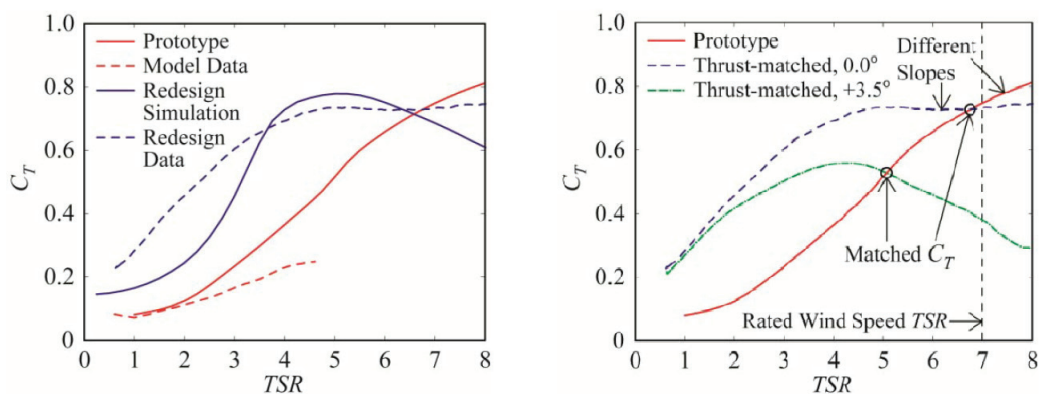 1.0
0.8
0.6
0.4
0.2
0
C_T
Prototype
Model Data
Redesign
Simulation
Redesign
Data
0 1 2 3 4 5 6 7 8
TSR
1.0
0.8
0.6
0.4
0.2
0
C_T
Prototype
Thrust-matched, 0.0°
Thrust-matched, +3.5°
Different
Slopes
Matched C_T
Rated Wind Speed TSR
0 1 2 3 4 5 6 7 8
TSR